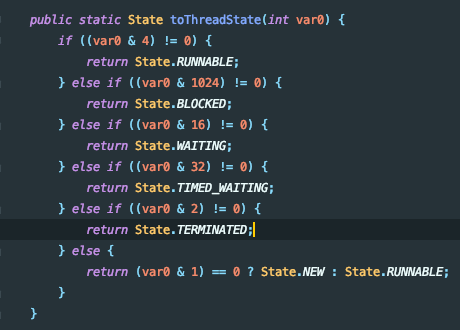 public static State toThreadState(int var0) {
    if ((var0 & 4) != 0) {
        return State.RUNNABLE;
    } else if ((var0 & 1024) != 0) {
        return State.BLOCKED;
    } else if ((var0 & 16) != 0) {
        return State.WAITING;
    } else if ((var0 & 32) != 0) {
        return State.TIMED_WAITING;
    } else if ((var0 & 2) != 0) {
        return State.TERMINATED;
    } else {
        return (var0 & 1) == 0 ? State.NEW : State.RUNNABLE;
    }
}